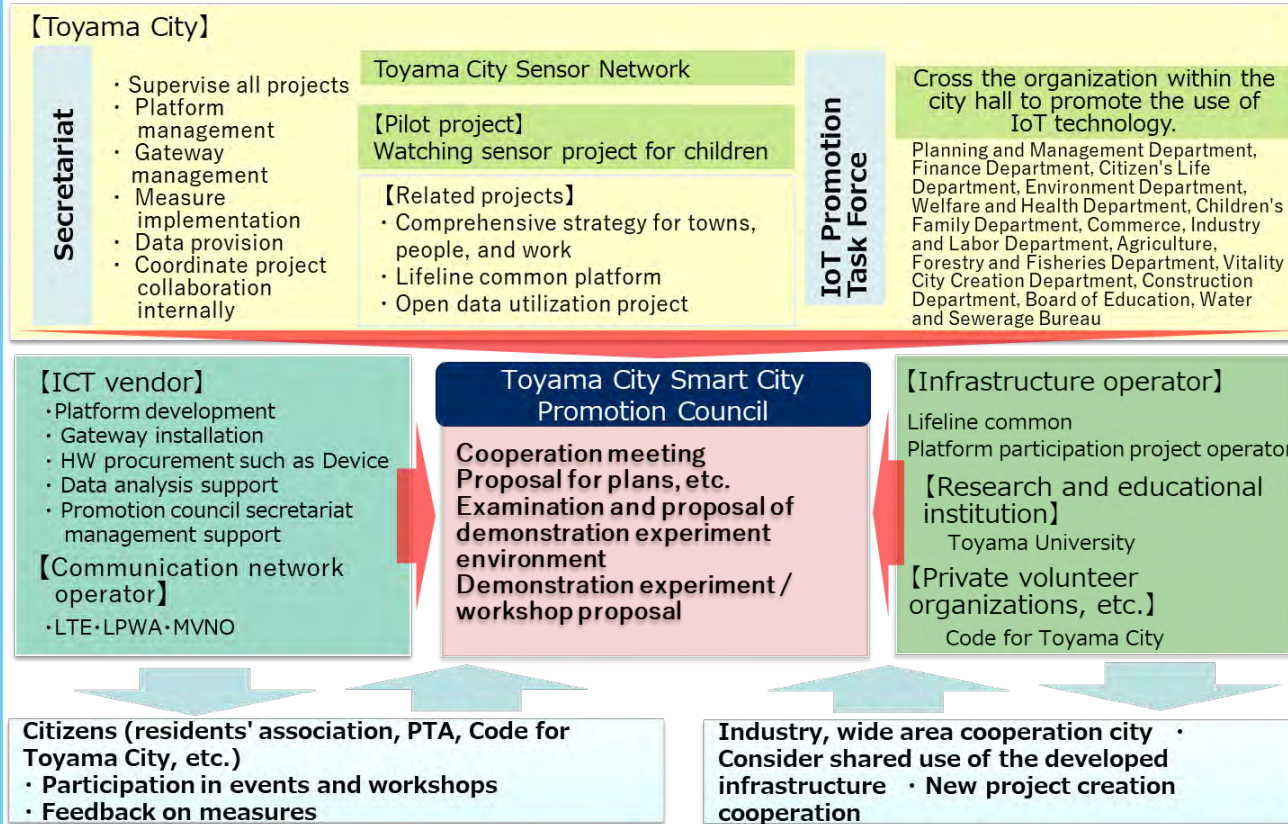 【Toyama City】
Secretariat
・ Supervise all projects
・ Platform
management
・ Gateway
management
・ Measure
implementation
・ Data provision
・ Coordinate project
collaboration
internally
Toyama City Sensor Network
【Pilot project】
Watching sensor project for children
【Related projects】
・ Comprehensive strategy for towns,
people, and work
・ Lifeline common platform
・ Open data utilization project
IoT Promotion
Task Force
Cross the organization within the
city hall to promote the use of
IoT technology.
Planning and Management Department,
Finance Department, Citizen's Life
Department, Environment Department,
Welfare and Health Department, Children's
Family Department, Commerce, Industry
and Labor Department, Agriculture,
Forestry and Fisheries Department, Vitality
City Creation Department, Construction
Department, Board of Education, Water
and Sewerage Bureau
【ICT vendor】
・Platform development
・ Gateway installation
・ HW procurement such as Device
・ Data analysis support
・ Promotion council secretariat
management support
【Communication network
operator】
・LTE・LPWA・MVNO
Toyama City Smart City
Promotion Council
Cooperation meeting
Proposal for plans, etc.
Examination and proposal of
demonstration experiment
environment
Demonstration experiment /
workshop proposal
【Infrastructure operator】
Lifeline common
Platform participation project operator
【Research and educational
institution】
Toyama University
【Private volunteer
organizations, etc.】
Code for Toyama City
Citizens (residents' association, PTA, Code for
Toyama City, etc.)
・ Participation in events and workshops
・ Feedback on measures
Industry, wide area cooperation city ・
Consider shared use of the developed
infrastructure ・ New project creation
cooperation